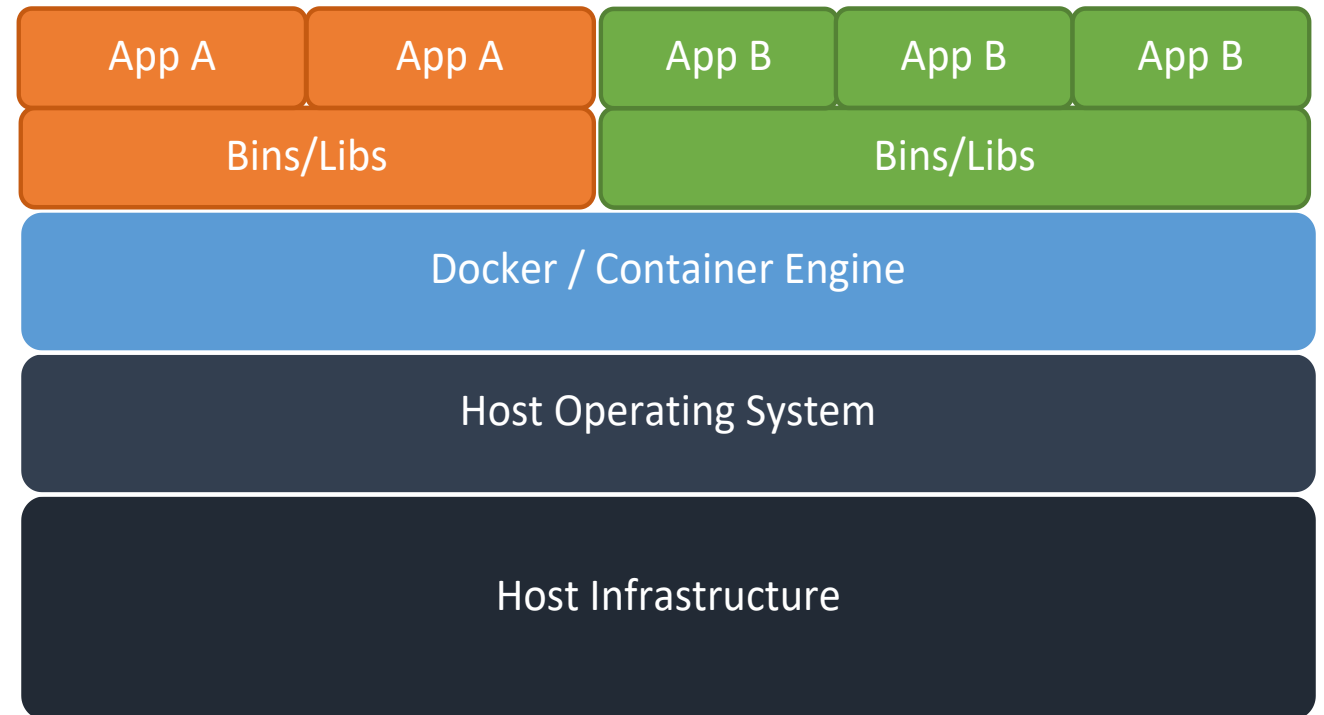 App A App A App B App B App B
Bins/Libs Bins/Libs
Docker / Container Engine
Host Operating System
Host Infrastructure